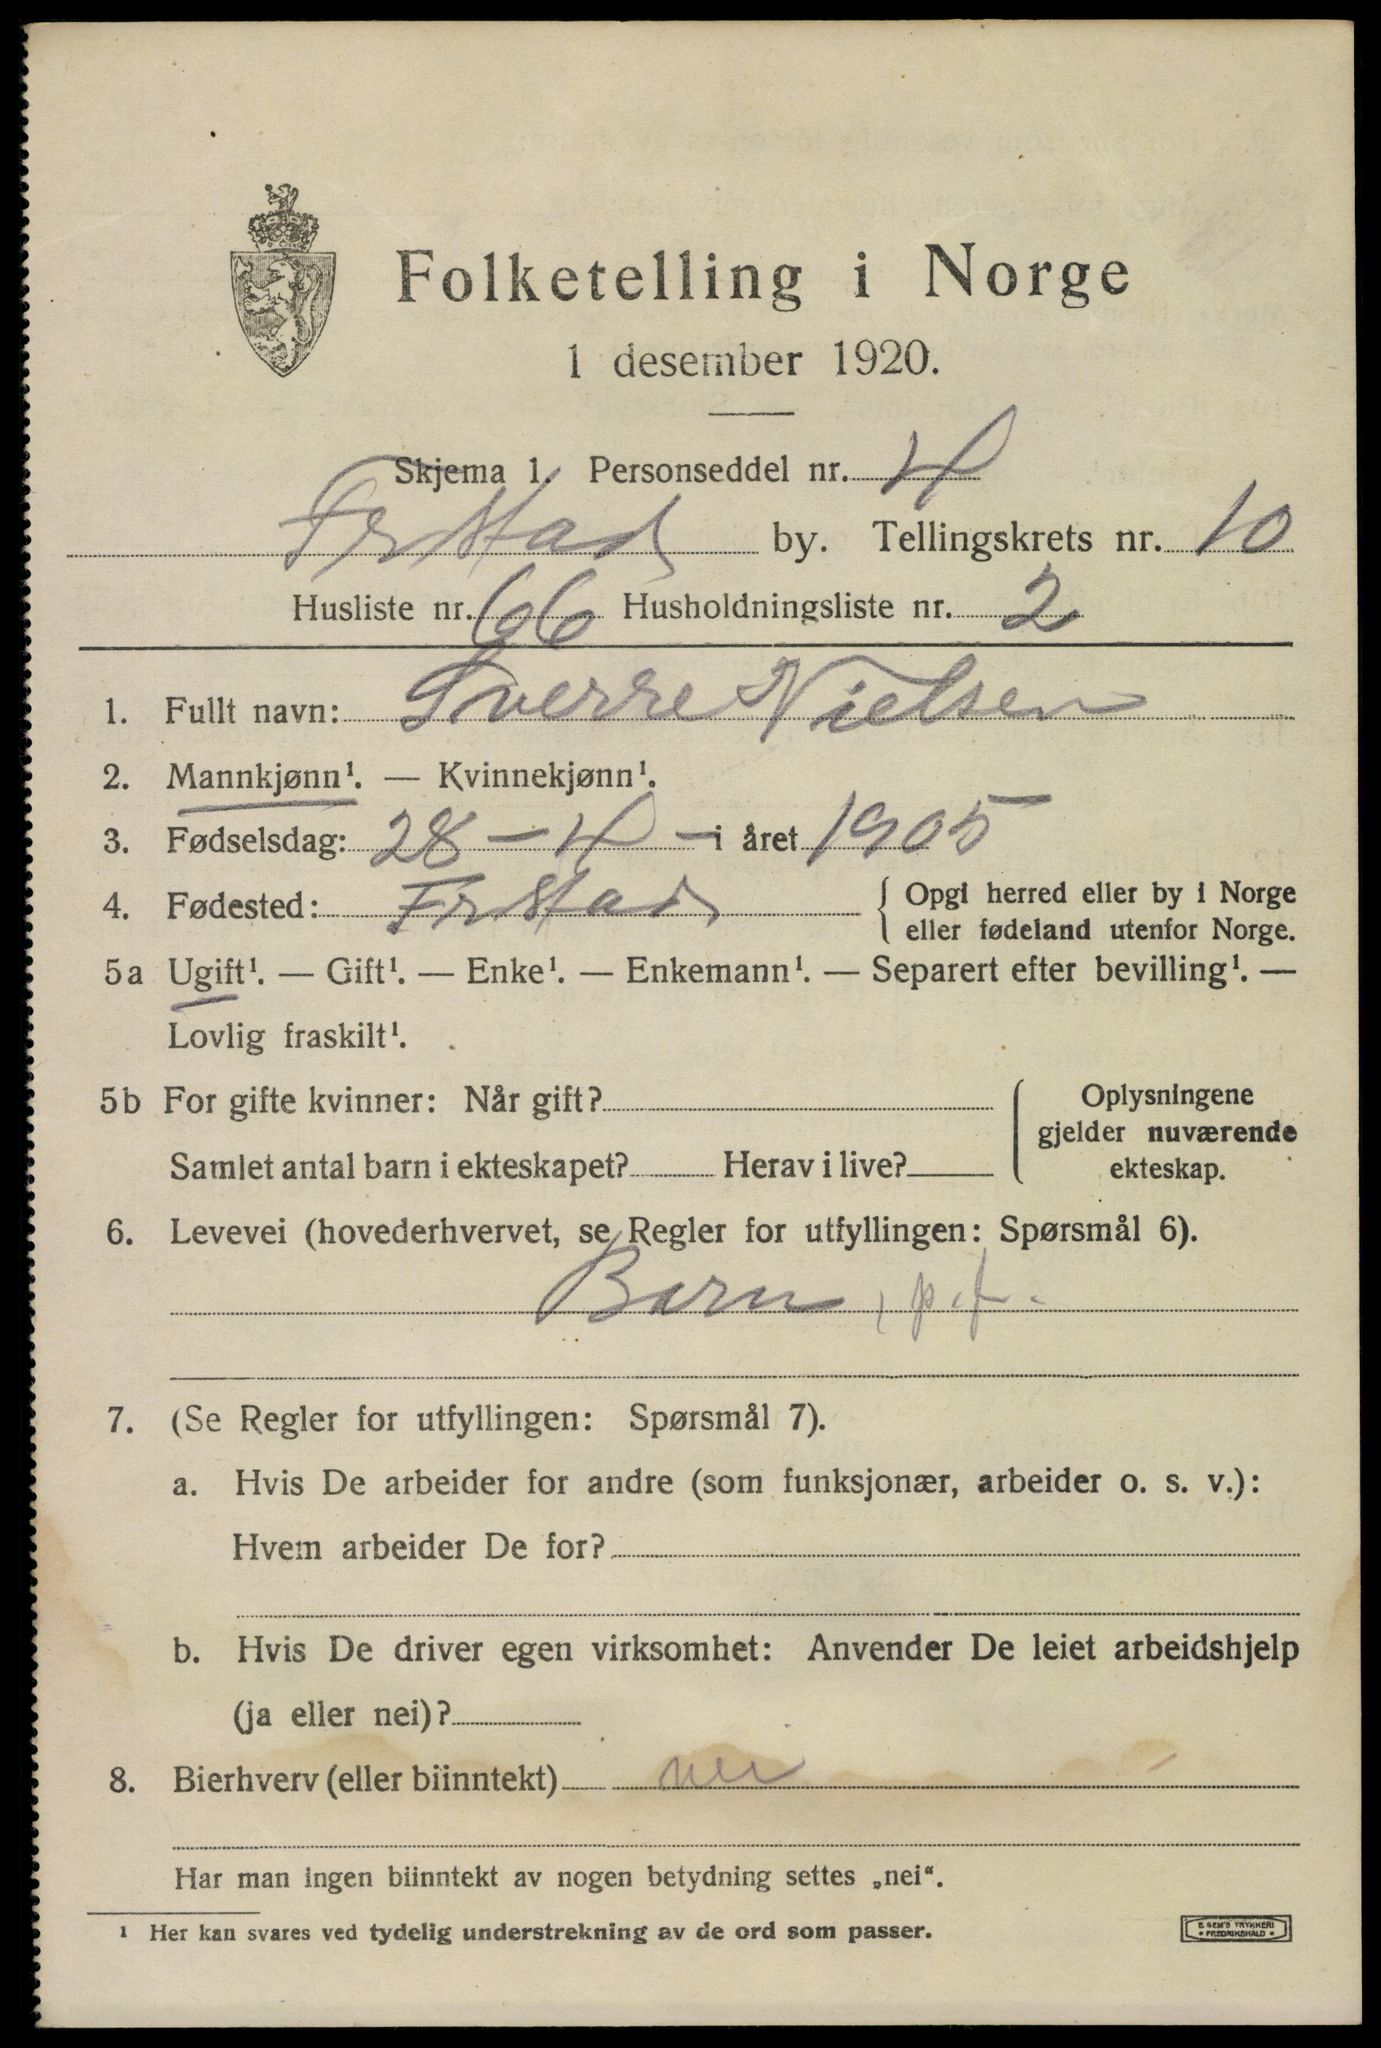 Folketelling i Norge
1 desember 1920.
Skjema 1. Personseddel nr. 4
Frstad by. Tellingskrets nr. 10
Husliste nr. 66 Husholdningsliste nr. 2
1. Fullt navn: Sverre Nielsen
2. Mannkjønn¹. — Kvinnekjønn¹.
3. Fødselsdag: 28 - 4 - i året 1905
4. Fødested: Frstad { Opgi herred eller by i Norge
eller fødeland utenfor Norge.
5a Ugift¹. — Gift¹. — Enke¹. — Enkemann¹. — Separert efter bevilling¹. —
Lovlig fraskilt¹.
5b For gifte kvinner: Når gift? ( Oplysningene
gjelder nuværende
Samlet antal barn i ekteskapet? Herav i live?
ekteskap.
6. Levevei (hovederhvervet, se Regler for utfyllingen: Spørsmål 6).
Barn, p.f.
7. (Se Regler for utfyllingen: Spørsmål 7).
a. Hvis De arbeider for andre (som funksjonær, arbeider o. s. v.):
Hvem arbeider De for?
b. Hvis De driver egen virksomhet: Anvender De leiet arbeidshjelp
(ja eller nei)?
8. Bierhverv (eller biinntekt) nei
Har man ingen biinntekt av nogen betydning settes „nei“.
¹ Her kan svares ved tydelig understrekning av de ord som passer.
E. SEM'S TRYKKERI
FREDRIKSHALD